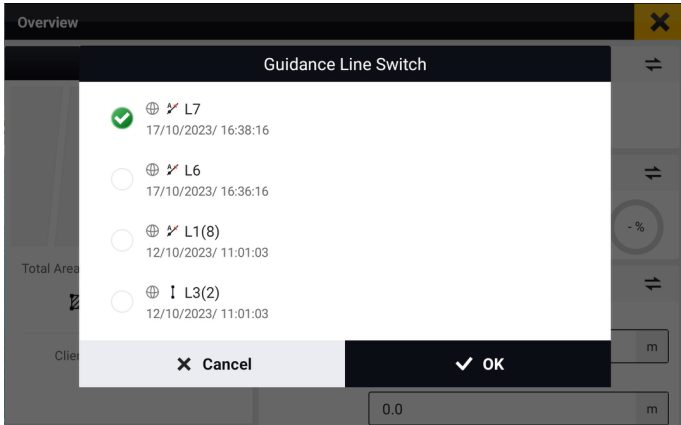 Overview
Guidance Line Switch
L7
17/10/2023/ 16:38:16
L6
17/10/2023/ 16:36:16
L1(8)
12/10/2023/ 11:01:03
L3(2)
12/10/2023/ 11:01:03
- %
Total Area
Clie
Cancel
OK
m
0.0
m